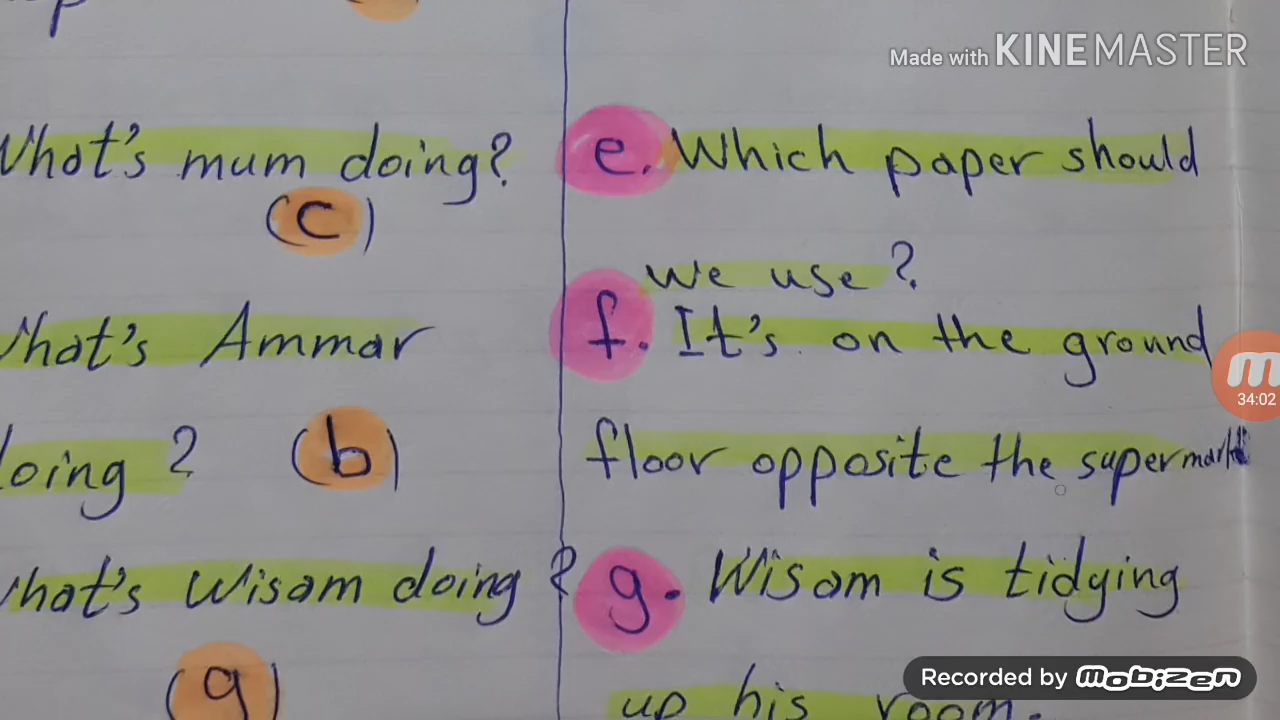 Made with KINEMASTER
What's mum doing?
(c)
What's Ammar
doing ? (b)
What's Wisam doing ?
(g)
e. Which paper should
we use ?
f. It's on the ground
floor opposite the
g. Wisam is tidying
up his room.
34:02
Recorded by mobizen